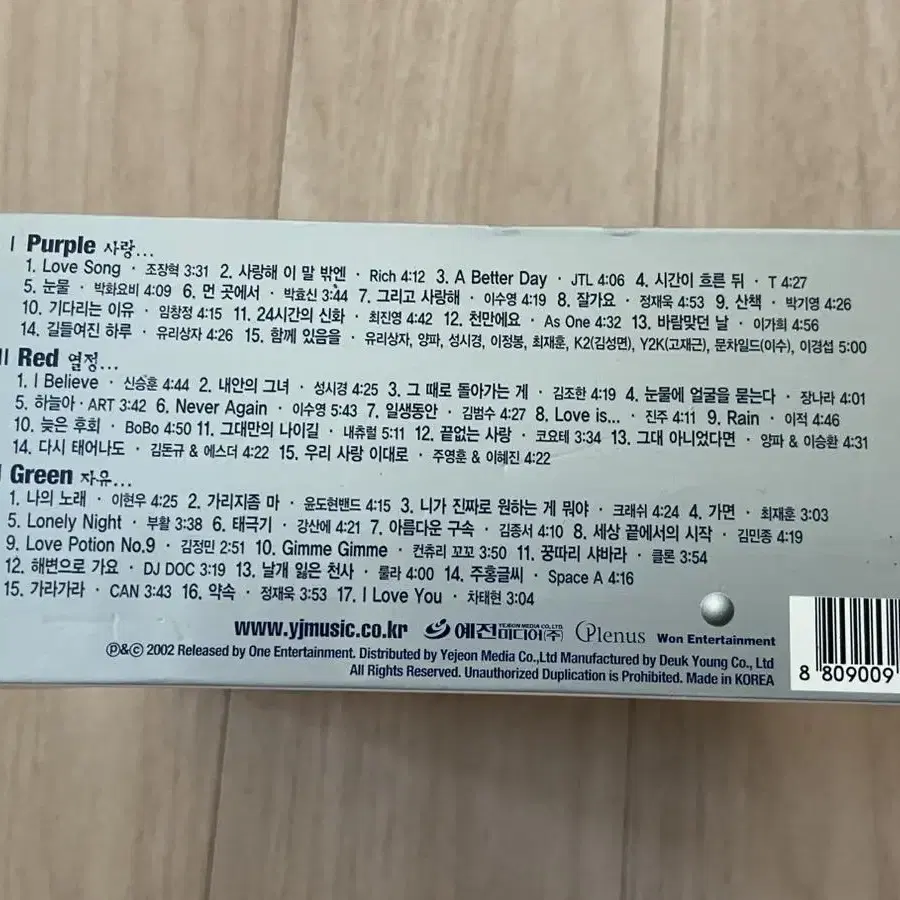 I Purple 사랑...
1. Love Song · 조장혁 3:31 2. 사랑해 이 말 밖엔 · Rich 4:12 3. A Better Day · JTL 4:06 4. 시간이 흐른 뒤 · T 4:27
5. 눈물 · 박화요비 4:09 6. 먼 곳에서 · 박효신 3:44 7. 그리고 사랑해 · 이수영 4:19 8. 잘가요 · 정재욱 4:53 9. 산책 · 박기영 4:26
10. 기다리는 이유 · 임창정 4:15 11. 24시간의 신화 · 최진영 4:42 12. 천만에요 · As One 4:32 13. 바람맞던 날 · 이가희 4:56
14. 길들여진 하루 · 유리상자 4:26 15. 함께 있음을 · 유리상자, 양파, 성시경, 이정봉, 최재훈, K2(김성면), Y2K(고재근), 문차일드(이수), 이경섭 5:00
II Red 열정...
1. I Believe · 신승훈 4:44 2. 내안의 그녀 · 성시경 4:25 3. 그 때로 돌아가는 게 · 김조한 4:19 4. 눈물에 얼굴을 묻는다 · 장나라 4:01
5. 하늘아 · ART 3:42 6. Never Again · 이수영 5:43 7. 일생동안 · 김범수 4:27 8. Love is... · 진주 4:11 9. Rain · 이적 4:46
10. 늦은 후회 · BoBo 4:50 11. 그대만의 나이길 · 내츄럴 5:11 12. 끝없는 사랑 · 코요테 3:34 13. 그대 아니었다면 · 양파 & 이승환 4:31
14. 다시 태어나도 · 김돈규 & 에스더 4:22 15. 우리 사랑 이대로 · 주영훈 & 이혜진 4:22
Green 자유...
1. 나의 노래 · 이현우 4:25 2. 가리지좀 마 · 윤도현밴드 4:15 3. 니가 진짜로 원하는 게 뭐야 · 크래쉬 4:24 4. 가면 · 최재훈 3:03
5. Lonely Night · 부활 3:38 6. 태극기 · 강산에 4:21 7. 아름다운 구속 · 김종서 4:10 8. 세상 끝에서의 시작 · 김민종 4:19
9. Love Potion No.9 · 김정민 2:51 10. Gimme Gimme · 컨츄리 꼬꼬 3:50 11. 꿍따리 샤바라 · 클론 3:54
12. 해변으로 가요 · DJ DOC 3:19 13. 날개 잃은 천사 · 룰라 4:00 14. 주홍글씨 · Space A 4:16
15. 가라가라 · CAN 3:43 16. 약속 · 정재욱 3:53 17. I Love You · 차태현 3:04
www.yjmusic.co.kr 예전미디어(주) YEJEON MEDIA CO., LTD. Plenus Won Entertainment
Ⓟ&© 2002 Released by One Entertainment. Distributed by Yejeon Media Co.,Ltd Manufactured by Deuk Young Co., Ltd
All Rights Reserved. Unauthorized Duplication is Prohibited. Made in KOREA
8 809009